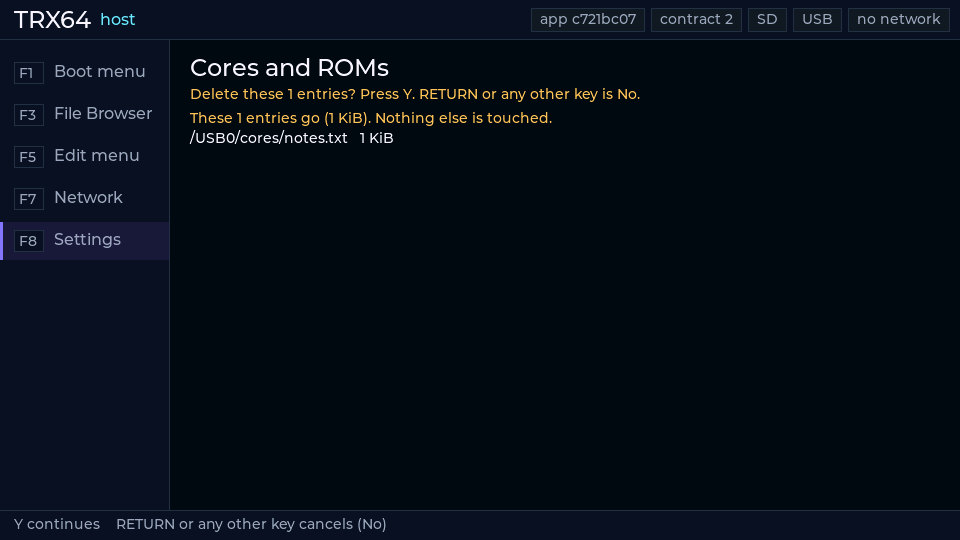 TRX64 host
app c721bc07 contract 2 SD USB no network
F1 Boot menu
F3 File Browser
F5 Edit menu
F7 Network
F8 Settings
Cores and ROMs
Delete these 1 entries? Press Y. RETURN or any other key is No.
These 1 entries go (1 KiB). Nothing else is touched.
/USB0/cores/notes.txt 1 KiB
Y continues RETURN or any other key cancels (No)